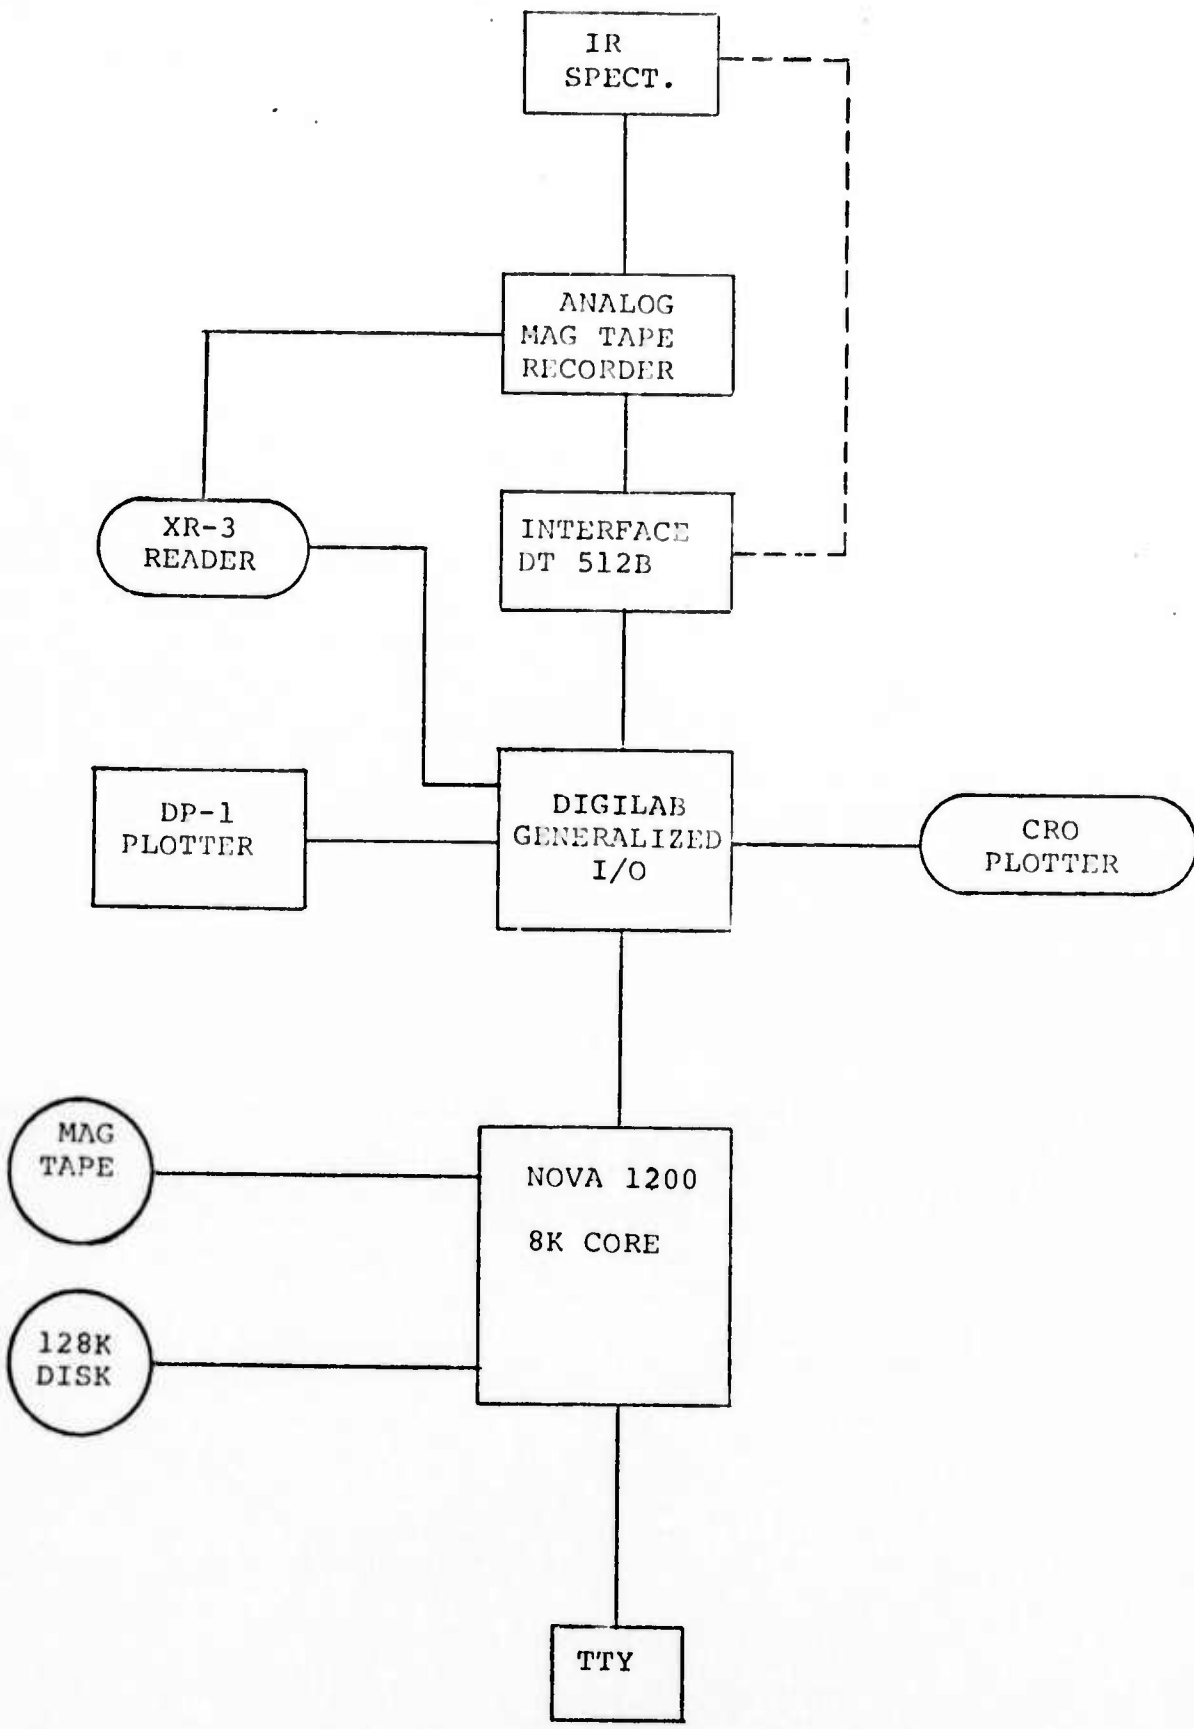 IR
SPECT.
ANALOG
MAG TAPE
RECORDER
XR-3
READER
INTERFACE
DT 512B
DP-1
PLOTTER
DIGILAB
GENERALIZED
I/O
CRO
PLOTTER
MAG
TAPE
NOVA 1200
8K CORE
128K
DISK
TTY